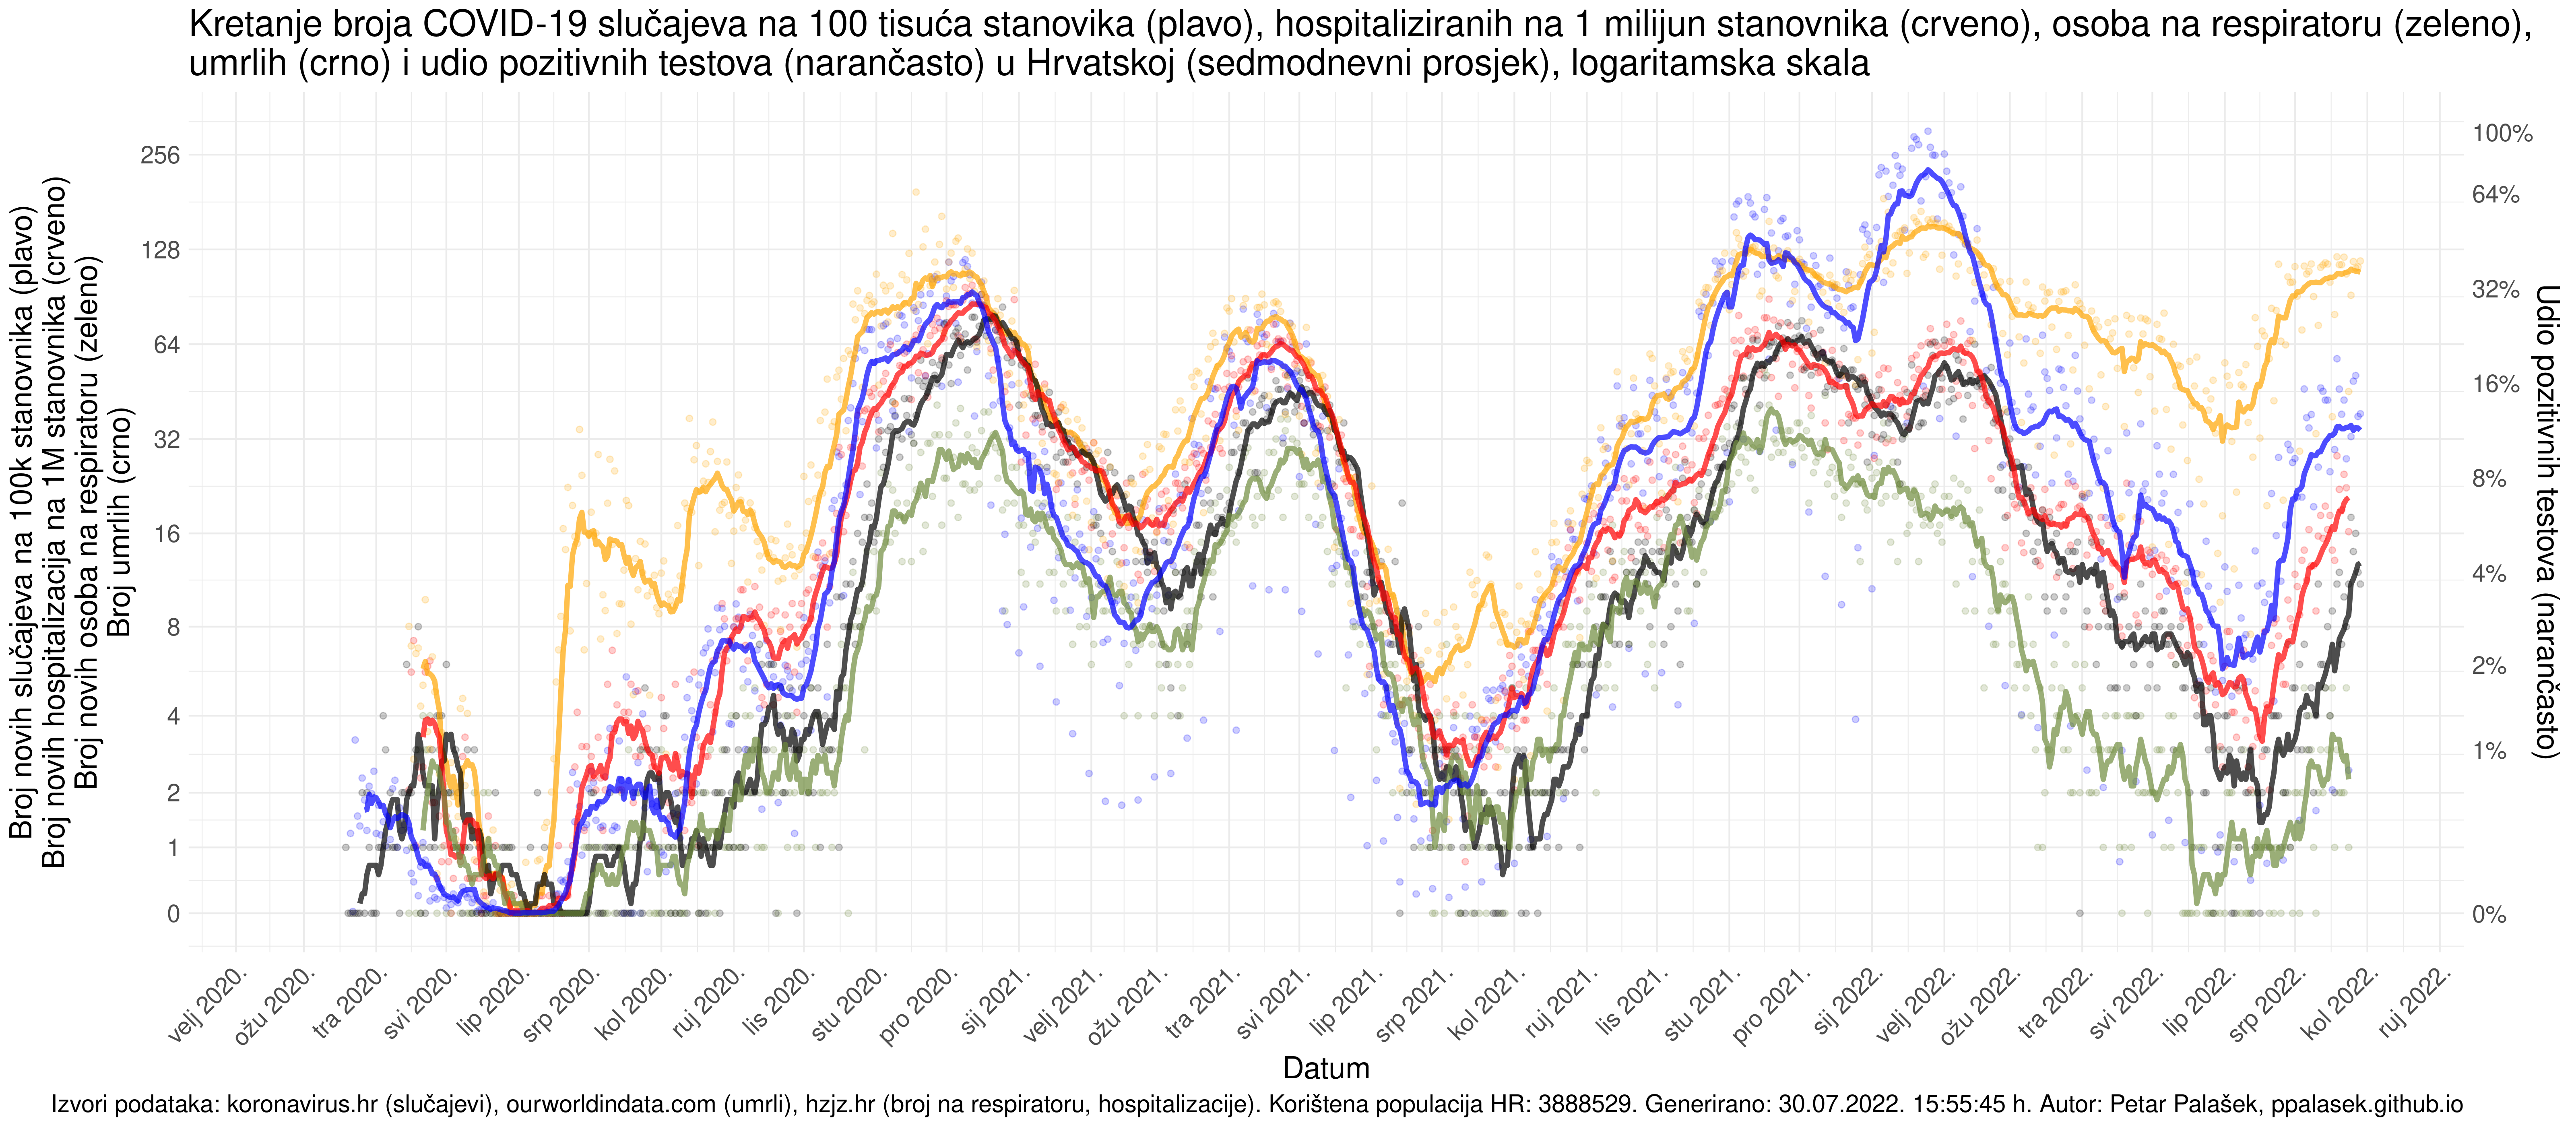 Kretanje broja COVID-19 slučajeva na 100 tisuća stanovika (plavo), hospitaliziranih na 1 milijun stanovnika (crveno), osoba na respiratoru (zeleno),
umrlih (crno) i udio pozitivnih testova (narančasto) u Hrvatskoj (sedmodnevni prosjek), logaritamska skala
Broj novih slučajeva na 100k stanovnika (plavo)
Broj novih hospitalizacija na 1M stanovnika (crveno)
Broj novih osoba na respiratoru (zeleno)
Broj umrlih (crno)
256
128
64
32
16
8
4
2
1
0
100%
64%
32%
16%
8%
4%
2%
1%
0%
Udio pozitivnih testova (narančasto)
velj 2020.
ožu 2020.
tra 2020.
svi 2020.
lip 2020.
srp 2020.
kol 2020.
ruj 2020.
lis 2020.
stu 2020.
pro 2020.
sij 2021.
velj 2021.
ožu 2021.
tra 2021.
svi 2021.
lip 2021.
srp 2021.
kol 2021.
ruj 2021.
lis 2021.
stu 2021.
pro 2021.
sij 2022.
velj 2022.
ožu 2022.
tra 2022.
svi 2022.
lip 2022.
srp 2022.
kol 2022.
ruj 2022.
Datum
Izvori podataka: koronavirus.hr (slučajevi), ourworldindata.com (umrli), hzjz.hr (broj na respiratoru, hospitalizacije). Korištena populacija HR: 3888529. Generirano: 30.07.2022. 15:55:45 h. Autor: Petar Palašek, ppalasek.github.io